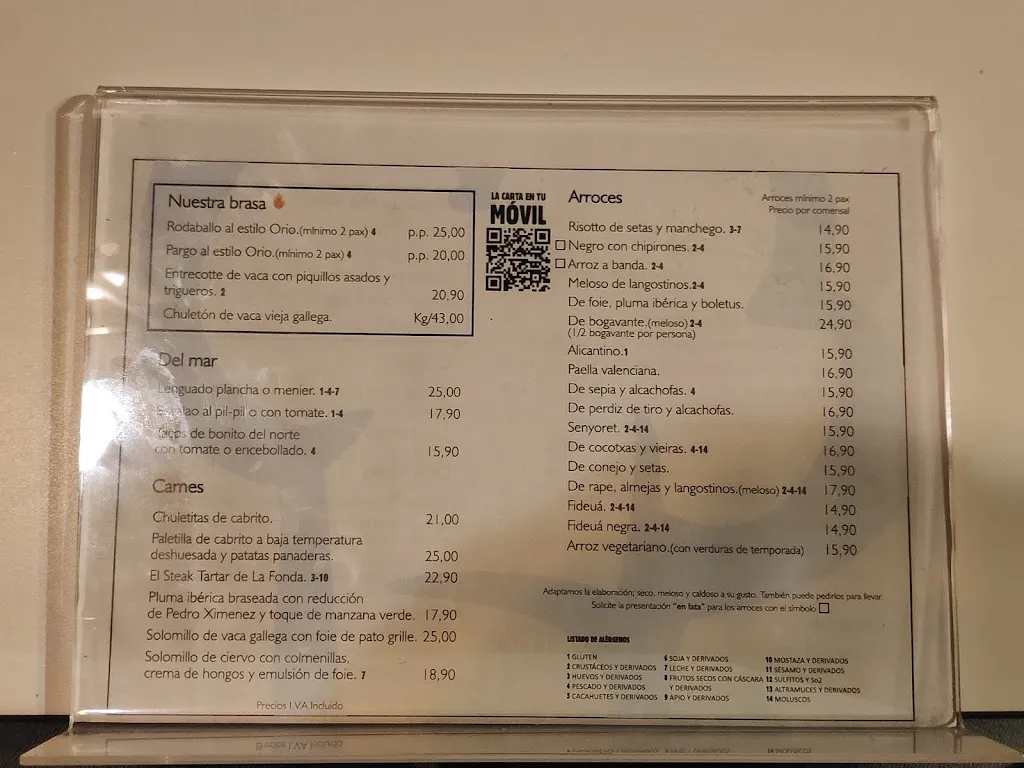 Nuestra brasa
Rodaballo al estilo Orio.(mínimo 2 pax) 4 p.p. 25,00
Pargo al estilo Orio.(mínimo 2 pax) 4 p.p. 20,00
Entrecotte de vaca con piquillos asados y
trigueros. 2 20,90
Chuletón de vaca vieja gallega. Kg/43,00
Del mar
Lenguado plancha o menier. 1-4-7 25,00
al pil-pil o con tomate. 1-4 17,90
de bonito del norte
con tomate o encebollado. 4 15,90
Carnes
Chuletitas de cabrito. 21,00
Paletilla de cabrito a baja temperatura
deshuesada y patatas panaderas. 25,00
El Steak Tartar de La Fonda. 3-10 22,90
Pluma ibérica braseada con reducción
de Pedro Ximenez y toque de manzana verde. 17,90
Solomillo de vaca gallega con foie de pato grille. 25,00
Solomillo de ciervo con colmenillas,
crema de hongos y emulsión de foie. 7 18,90
Precios I.V.A Incluido
LA CARTA EN TU
MÓVIL
Arroces
Arroces mínimo 2 pax
Precio por comensal
Risotto de setas y manchego. 3-7 14,90
Negro con chipirones. 2-4 15,90
Arroz a banda. 2-4 16,90
Meloso de langostinos.2-4 15,90
De foie, pluma ibérica y boletus. 15,90
De bogavante.(meloso) 2-4 24,90
(1/2 bogavante por persona)
Alicantino.1 15,90
Paella valenciana. 16,90
De sepia y alcachofas. 4 15,90
De perdiz de tiro y alcachofas. 16,90
Senyoret. 2-4-14 15,90
De cocotxas y vieiras. 4-14 16,90
De conejo y setas. 15,90
De rape, almejas y langostinos.(meloso) 2-4-14 17,90
Fideuá. 2-4-14 14,90
Fideuá negra. 2-4-14 14,90
Arroz vegetariano.(con verduras de temporada) 15,90
Adaptamos la elaboración; seco, meloso y caldoso a su gusto. También puede pedirlos para llevar.
Solicite la presentación "en lata" para los arroces con el símbolo
LISTADO DE ALÉRGENOS
1 GLUTEN
2 CRUSTÁCEOS Y DERIVADOS
3 HUEVOS Y DERIVADOS
4 PESCADO Y DERIVADOS
5 CACAHUETES Y DERIVADOS
6 SOJA Y DERIVADOS
7 LECHE Y DERIVADOS
8 FRUTOS SECOS CON CÁSCARA
Y DERIVADOS
9 APIO Y DERIVADOS
10 MOSTAZA Y DERIVADOS
11 SÉSAMO Y DERIVADOS
12 SULFITOS Y So2
13 ALTRAMUCES Y DERIVADOS
14 MOLUSCOS